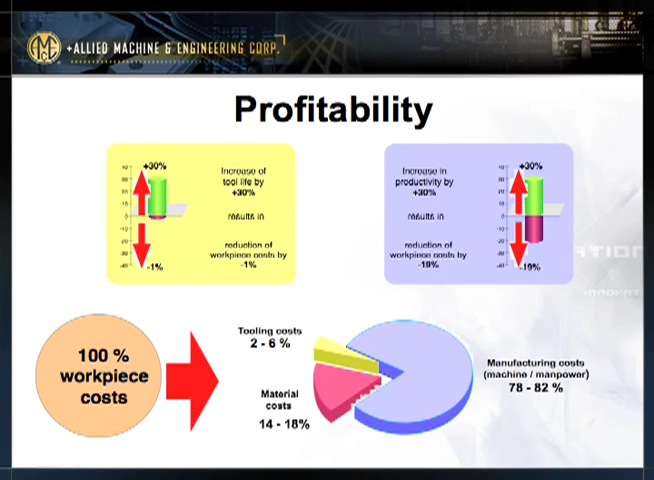 +ALLIED MACHINE & ENGINEERING CORP.
Profitability
+30%
Increase of
tool life by
+30%
results in
reduction of
workpiece costs by
-1%
-1%
Increase in
productivity by
+30%
results in
reduction of
workpiece costs by
-19%
+30%
-19%
100 %
workpiece
costs
Tooling costs
2 - 6 %
Material
costs
14 - 18%
Manufacturing costs
(machine / manpower)
78 - 82 %